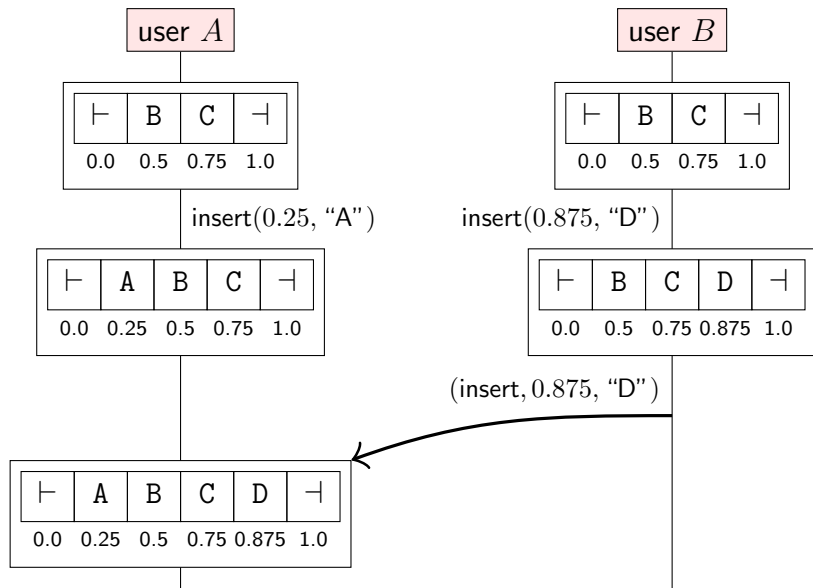 user A user B
⊢ B C ⊣ ⊢ B C ⊣
0.0 0.5 0.75 1.0 0.0 0.5 0.75 1.0
insert(0.25, “A”) insert(0.875, “D”)
⊢ A B C ⊣ ⊢ B C D ⊣
0.0 0.25 0.5 0.75 1.0 0.0 0.5 0.75 0.875 1.0
(insert, 0.875, “D”)
⊢ A B C D ⊣
0.0 0.25 0.5 0.75 0.875 1.0